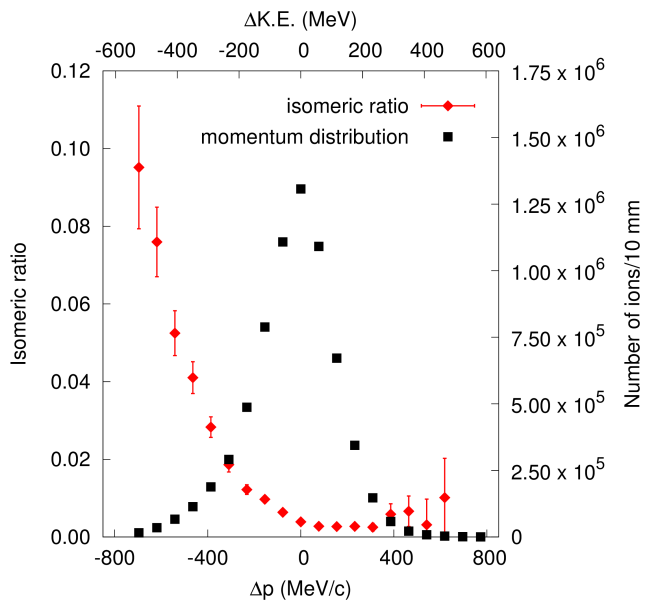 ΔK.E. (MeV)
-600 -400 -200 0 200 400 600
0.12 1.75 x 10^6
isomeric ratio
momentum distribution 1.50 x 10^6
0.10
1.25 x 10^6
0.08
1.00 x 10^6
0.06
7.50 x 10^5
0.04
5.00 x 10^5
0.02 2.50 x 10^5
0.00 0
-800 -400 0 400 800
Δp (MeV/c)
Isomeric ratio
Number of ions/10 mm